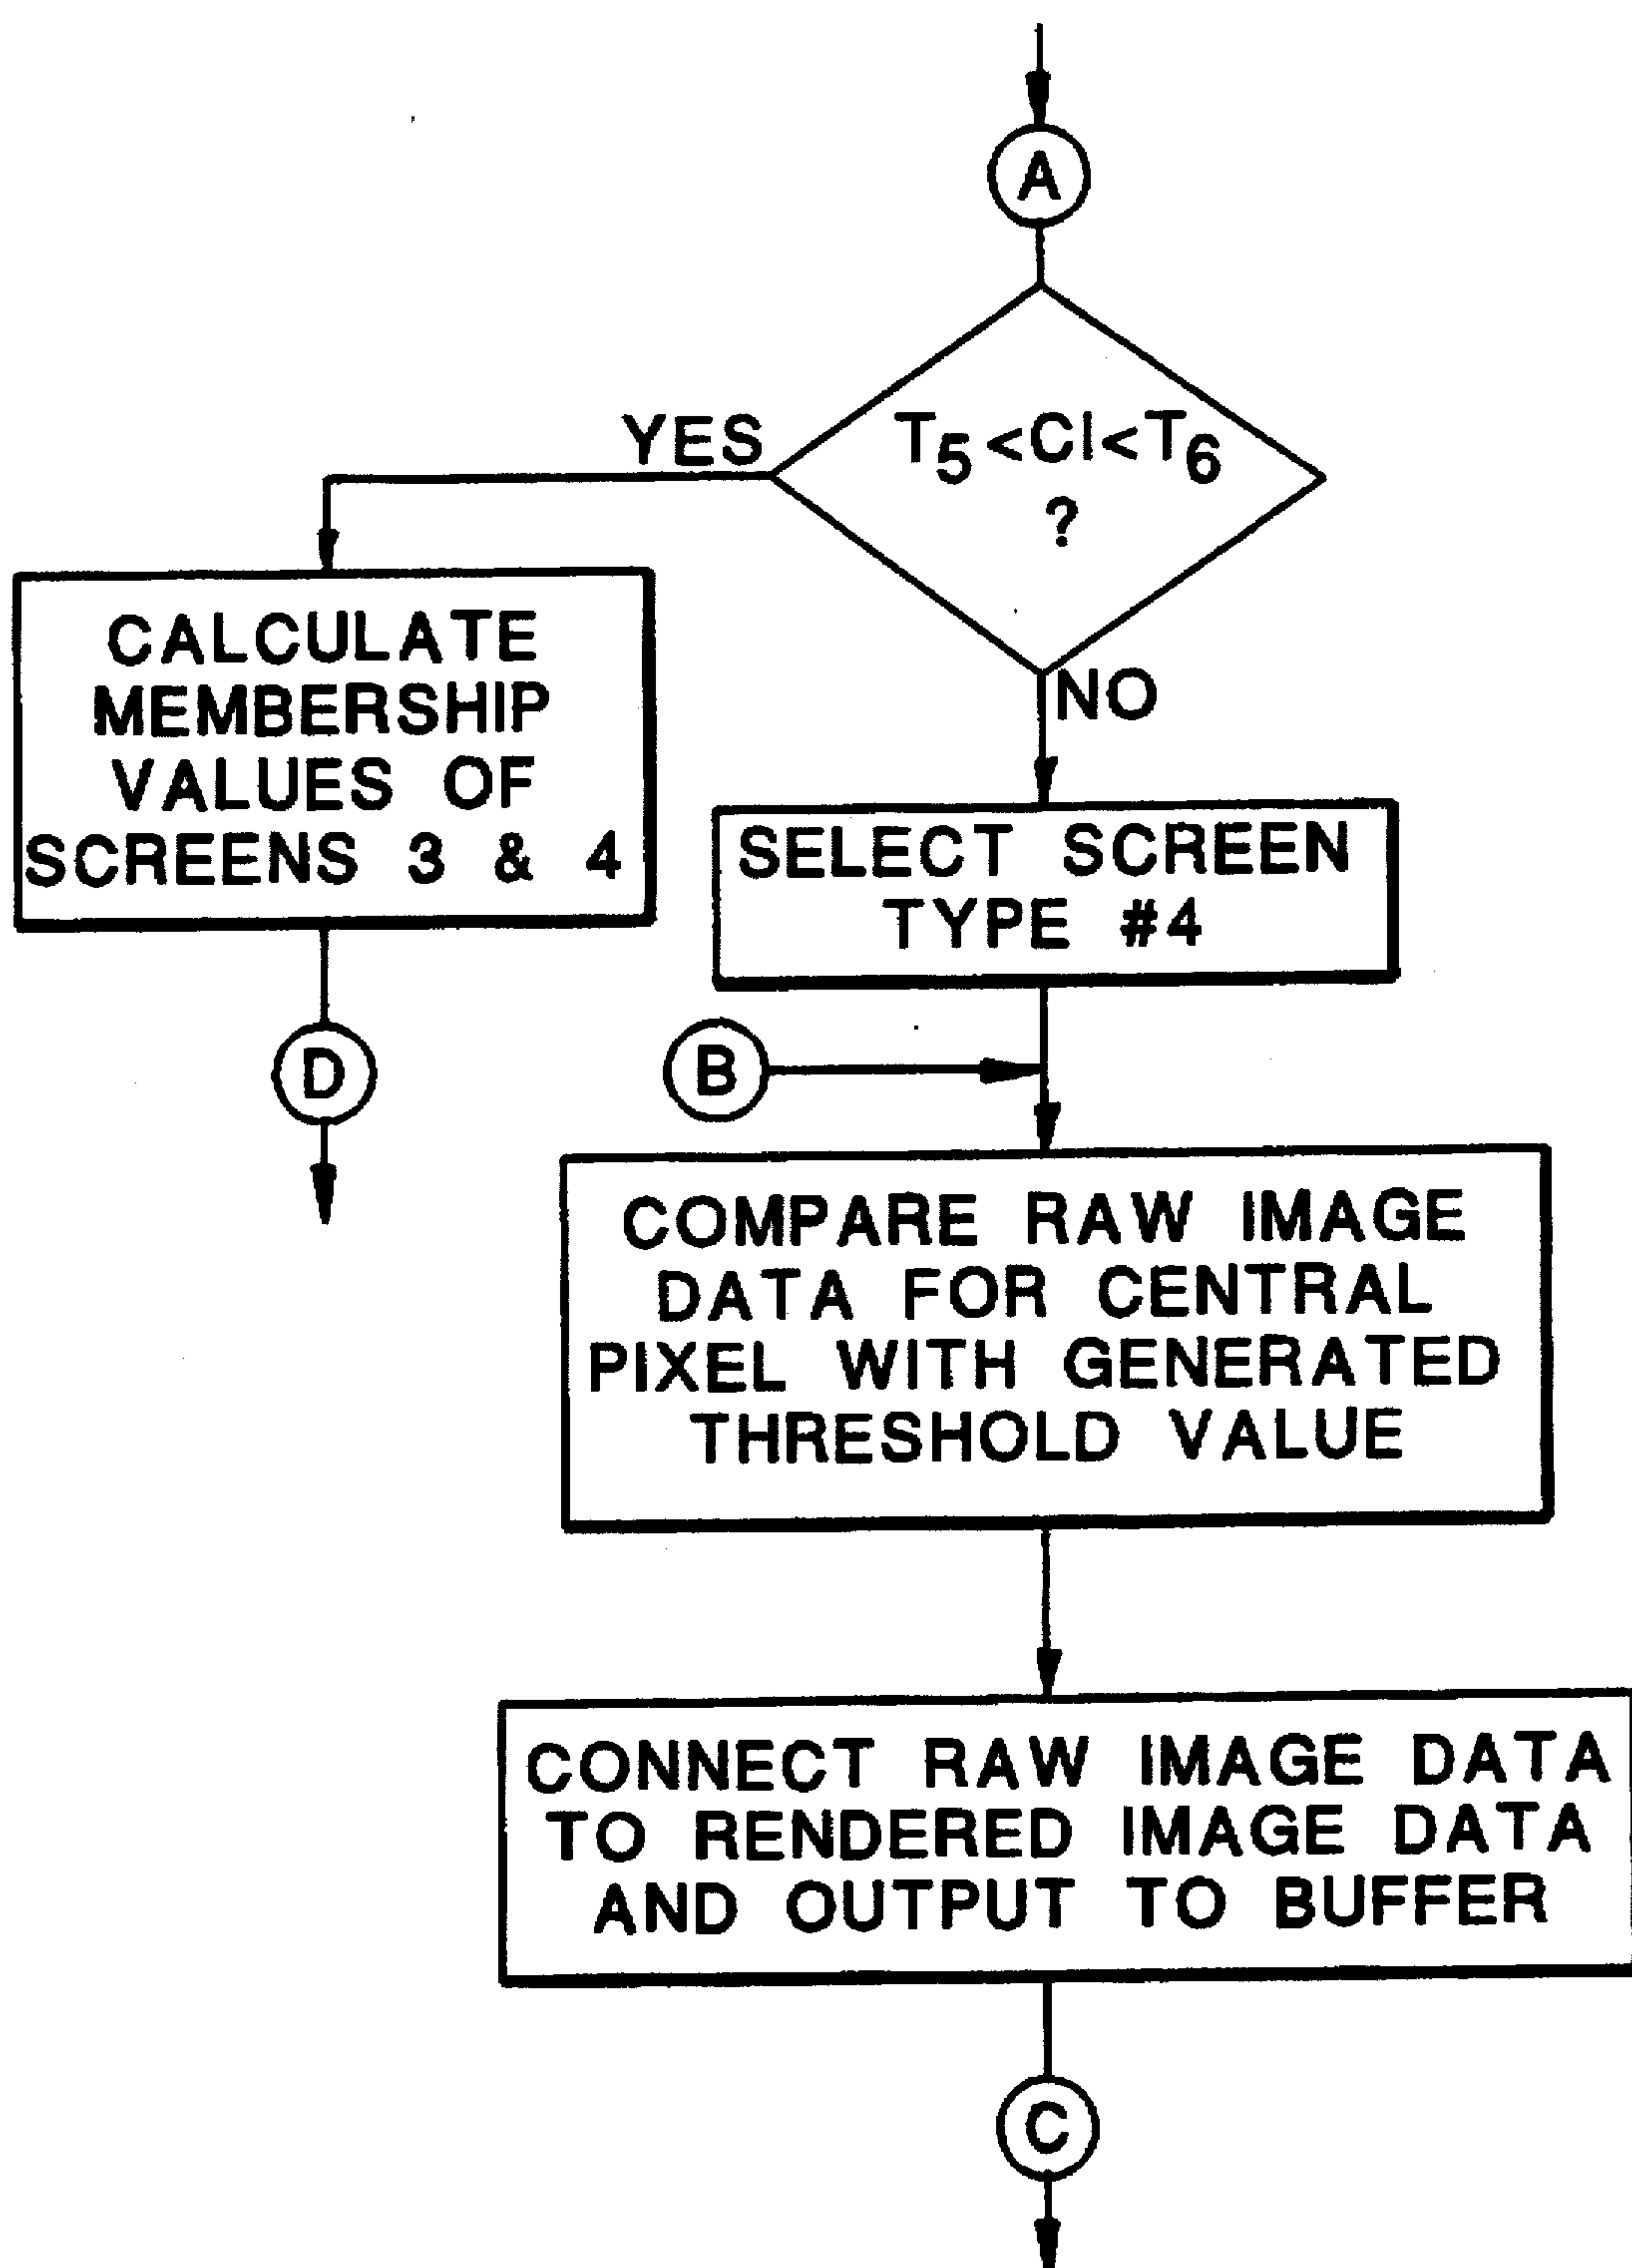 A
T5<CI<T6
?
YES
NO
CALCULATE
MEMBERSHIP
VALUES OF
SCREENS 3 & 4
SELECT SCREEN
TYPE #4
D
B
COMPARE RAW IMAGE
DATA FOR CENTRAL
PIXEL WITH GENERATED
THRESHOLD VALUE
CONNECT RAW IMAGE DATA
TO RENDERED IMAGE DATA
AND OUTPUT TO BUFFER
C